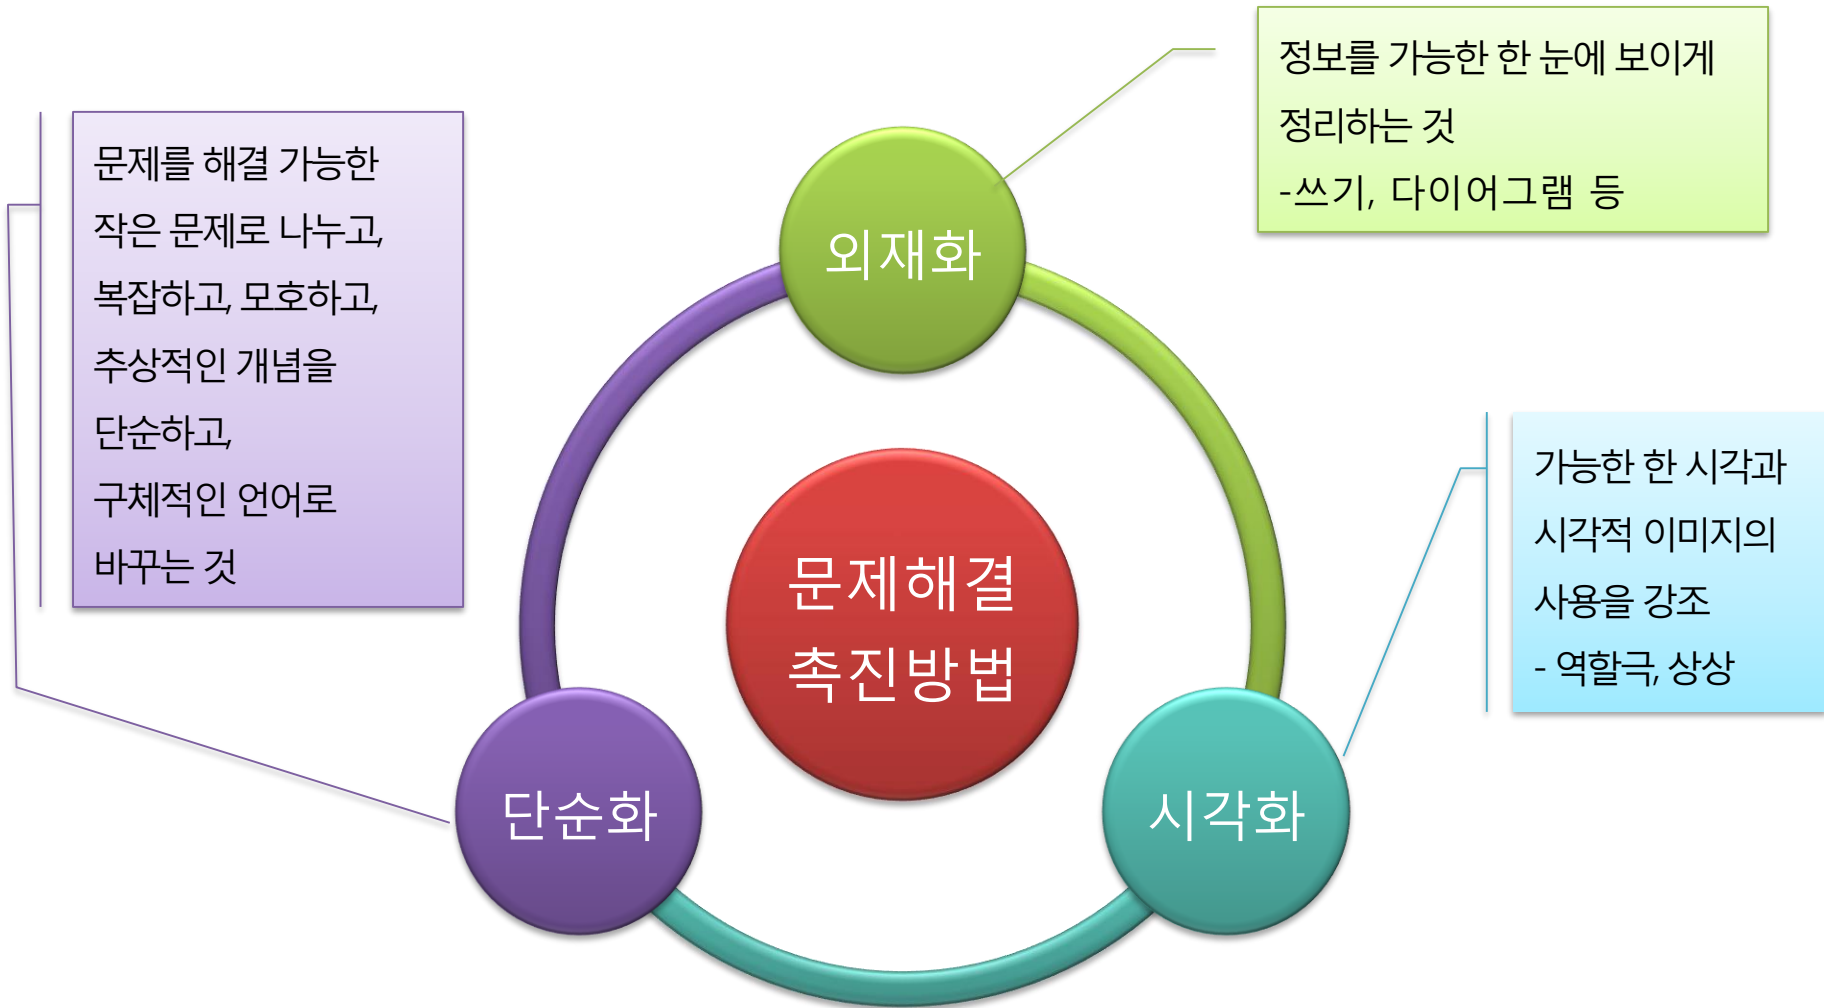 정보를 가능한 한 눈에 보이게
정리하는 것
-쓰기, 다이어그램 등
문제를 해결 가능한
작은 문제로 나누고,
복잡하고, 모호하고,
추상적인 개념을
단순하고,
구체적인 언어로
바꾸는 것
외재화
가능한 한 시각과
시각적 이미지의
사용을 강조
- 역할극, 상상
문제해결
촉진방법
단순화
시각화